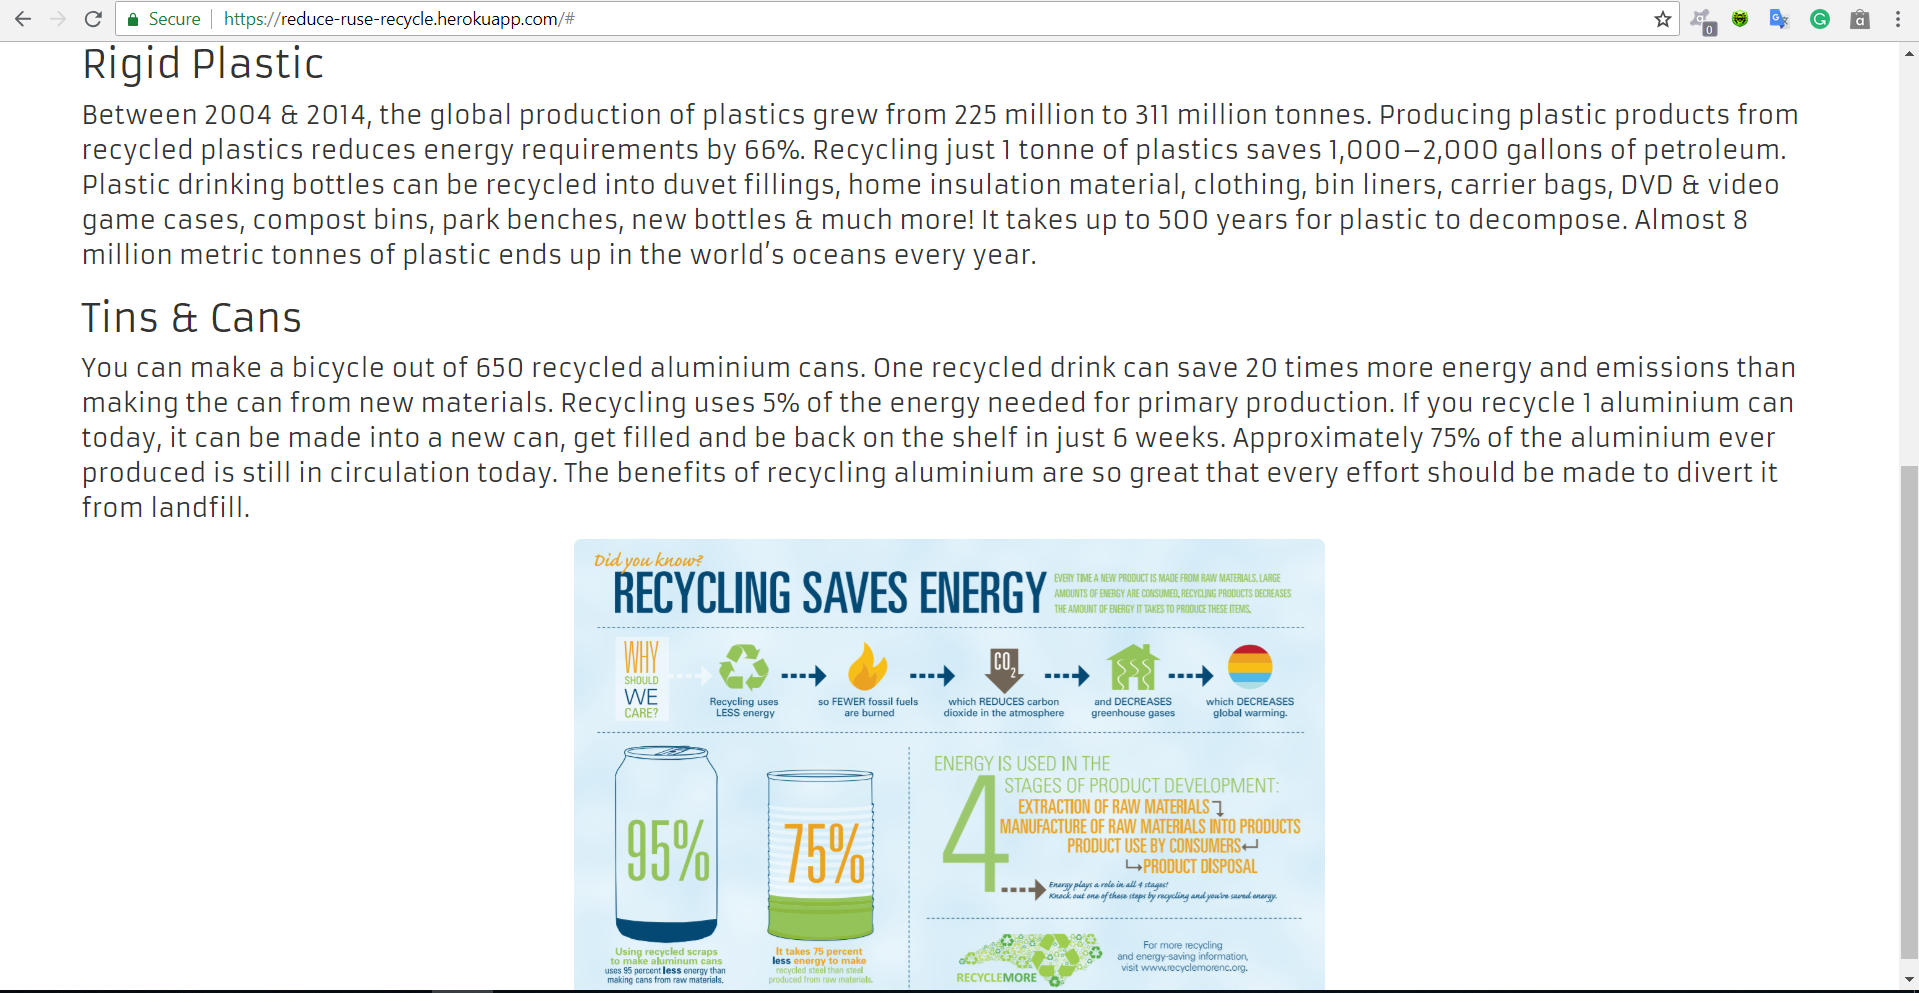 Secure
https://reduce-ruse-recycle.herokuapp.com/#
0
Rigid Plastic
Between 2004 & 2014, the global production of plastics grew from 225 million to 311 million tonnes. Producing plastic products from
recycled plastics reduces energy requirements by 66%. Recycling just 1 tonne of plastics saves 1,000–2,000 gallons of petroleum.
Plastic drinking bottles can be recycled into duvet fillings, home insulation material, clothing, bin liners, carrier bags, DVD & video
game cases, compost bins, park benches, new bottles & much more! It takes up to 500 years for plastic to decompose. Almost 8
million metric tonnes of plastic ends up in the world’s oceans every year.
Tins & Cans
You can make a bicycle out of 650 recycled aluminium cans. One recycled drink can save 20 times more energy and emissions than
making the can from new materials. Recycling uses 5% of the energy needed for primary production. If you recycle 1 aluminium can
today, it can be made into a new can, get filled and be back on the shelf in just 6 weeks. Approximately 75% of the aluminium ever
produced is still in circulation today. The benefits of recycling aluminium are so great that every effort should be made to divert it
from landfill.
Did you know?
RECYCLING SAVES ENERGY
EVERY TIME A NEW PRODUCT IS MADE FROM RAW MATERIALS, LARGE
AMOUNTS OF ENERGY ARE CONSUMED, RECYCLING PRODUCTS DECREASES
THE AMOUNT OF ENERGY IT TAKES TO PRODUCE THESE ITEMS.
WHY
SHOULD
WE
CARE?
Recycling uses
LESS energy
so FEWER fossil fuels
are burned
CO2
which REDUCES carbon
dioxide in the atmosphere
and DECREASES
greenhouse gases
which DECREASES
global warming.
95%
Using recycled scraps
to make aluminum cans
uses 95 percent less energy than
making cans from raw materials.
75%
It takes 75 percent
less energy to make
recycled steel than steel
produced from raw materials.
ENERGY IS USED IN THE
4 STAGES OF PRODUCT DEVELOPMENT:
EXTRACTION OF RAW MATERIALS
MANUFACTURE OF RAW MATERIALS INTO PRODUCTS
PRODUCT USE BY CONSUMERS
PRODUCT DISPOSAL
Energy plays a role in all 4 stages!
Knock out one of these steps by recycling and you've saved energy.
RECYCLEMORE
For more recycling
and energy-saving information,
visit www.recyclemorenc.org.